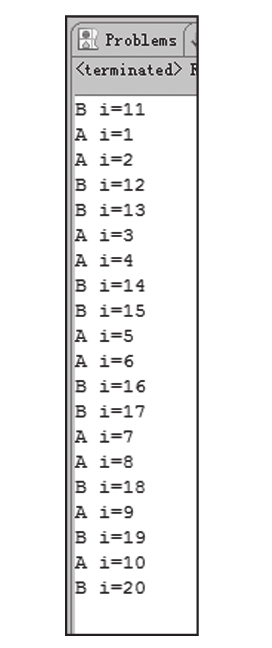 Problems
<terminated>
B i=11
A i=1
A i=2
B i=12
B i=13
A i=3
A i=4
B i=14
B i=15
A i=5
A i=6
B i=16
B i=17
A i=7
A i=8
B i=18
A i=9
B i=19
A i=10
B i=20